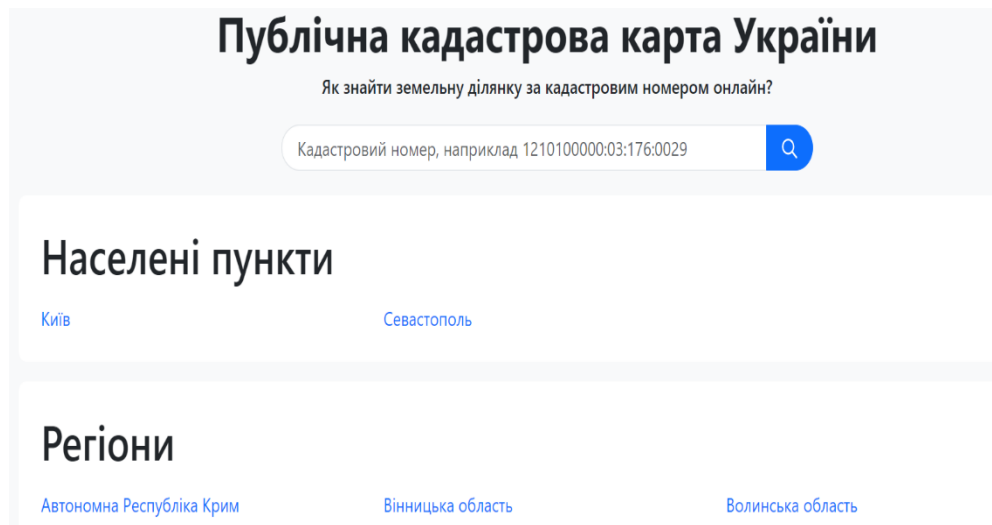 Публічна кадастрова карта України
Як знайти земельну ділянку за кадастровим номером онлайн?
Кадастровий номер, наприклад 1210100000:03:176:0029
Населені пункти
Київ Севастополь
Регіони
Автономна Республіка Крим Вінницька область Волинська область